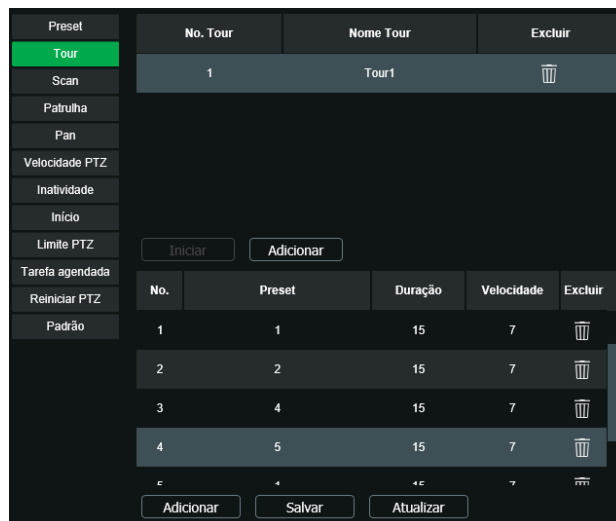 Preset
Tour
Scan
Patrulha
Pan
Velocidade PTZ
Inatividade
Início
Limite PTZ
Tarefa agendada
Reiniciar PTZ
Padrão
No. Tour Nome Tour Excluir
1 Tour1
Iniciar Adicionar
No. Preset Duração Velocidade Excluir
1 1 15 7
2 2 15 7
3 4 15 7
4 5 15 7
Adicionar Salvar Atualizar